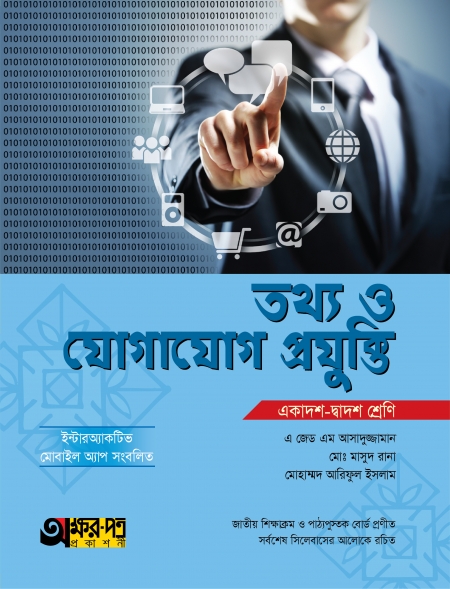 তথ্য ও
যোগাযোগ প্রযুক্তি
একাদশ-দ্বাদশ শ্রেণি
ইন্টারঅ্যাকটিভ
মোবাইল অ্যাপ সংবলিত
এ জেড এম আসাদুজ্জামান
মোঃ মাসুদ রানা
মোহাম্মদ আরিফুল ইসলাম
অক্ষর-পত্র
প্রকাশনী
জাতীয় শিক্ষাক্রম ও পাঠ্যপুস্তক বোর্ড প্রণীত
সর্বশেষ সিলেবাসের আলোকে রচিত